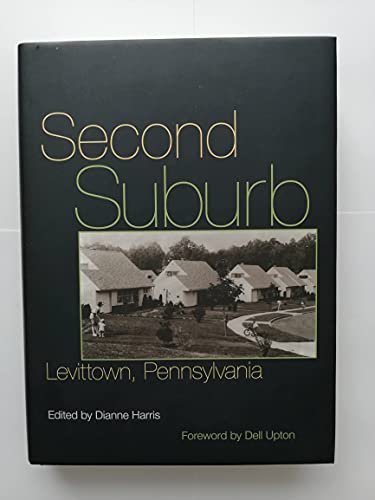 Second
Suburb
Levittown, Pennsylvania
Edited by Dianne Harris
Foreword by Dell Upton